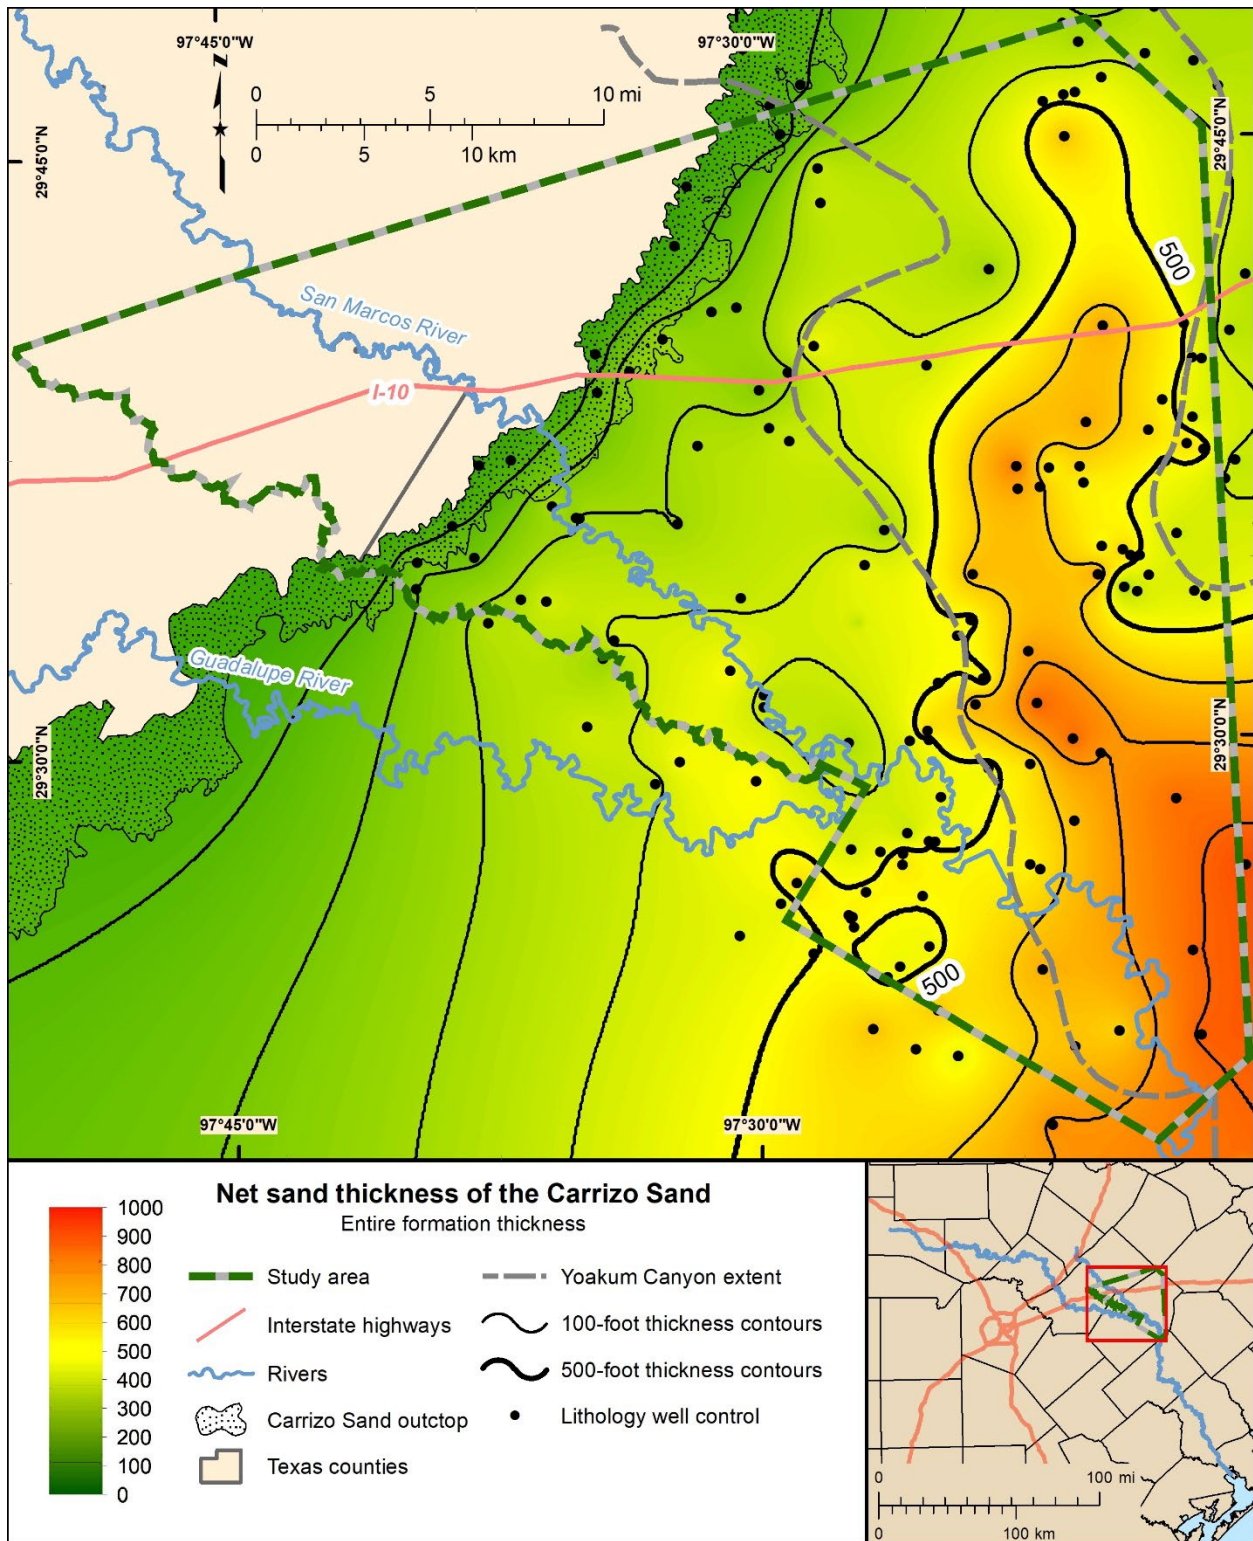 97°45'0"W
97°30'0"W
N
0 5 10 mi
0 5 10 km
29°45'0"N
29°45'0"N
500
San Marcos River
I-10
Guadalupe River
29°30'0"N
29°30'0"N
500
97°45'0"W
97°30'0"W
Net sand thickness of the Carrizo Sand
Entire formation thickness
1000
900
800
700
600
500
400
300
200
100
0
Study area
Interstate highways
Rivers
Carrizo Sand outctop
Texas counties
Yoakum Canyon extent
100-foot thickness contours
500-foot thickness contours
Lithology well control
0 100 mi
0 100 km